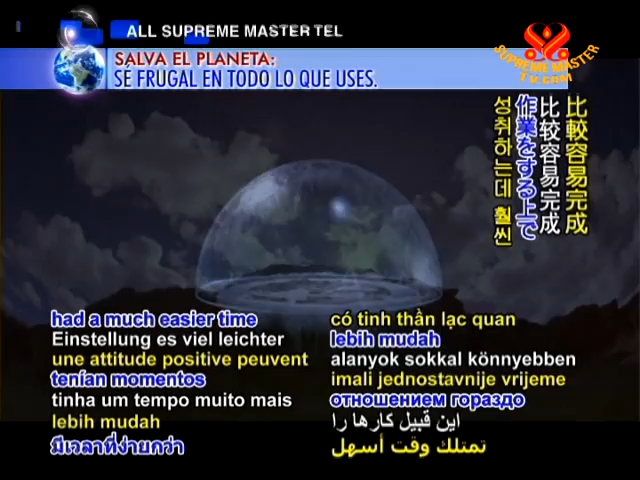 ALL SUPREME MASTER TEL
SALVA EL PLANETA:
SE FRUGAL EN TODO LO QUE USES.
SUPREME MASTER
TV.COM
比較容易完成
比较容易完成
作業をする上で
성취하는데 훨씬
had a much easier time
Einstellung es viel leichter
une attitude positive peuvent
tenían momentos
tinha um tempo muito mais
lebih mudah
มีเวลาที่ง่ายกว่า
có tinh thần lạc quan
lebih mudah
alanyok sokkal könnyebben
imali jednostavnije vrijeme
отношением гораздо
این قبیل کارها را
تمتلك وقت أسهل